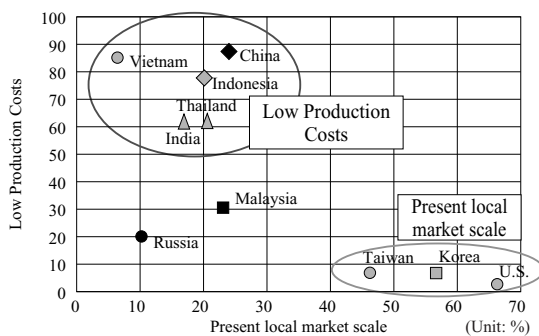 100
90
80
70
60
50
40
30
20
10
0
Low Production Costs
Vietnam
China
Indonesia
Thailand
India
Low Production
Costs
Malaysia
Russia
Present local
market scale
Taiwan
Korea
U.S.
0 10 20 30 40 50 60 70
Present local market scale
(Unit: %)